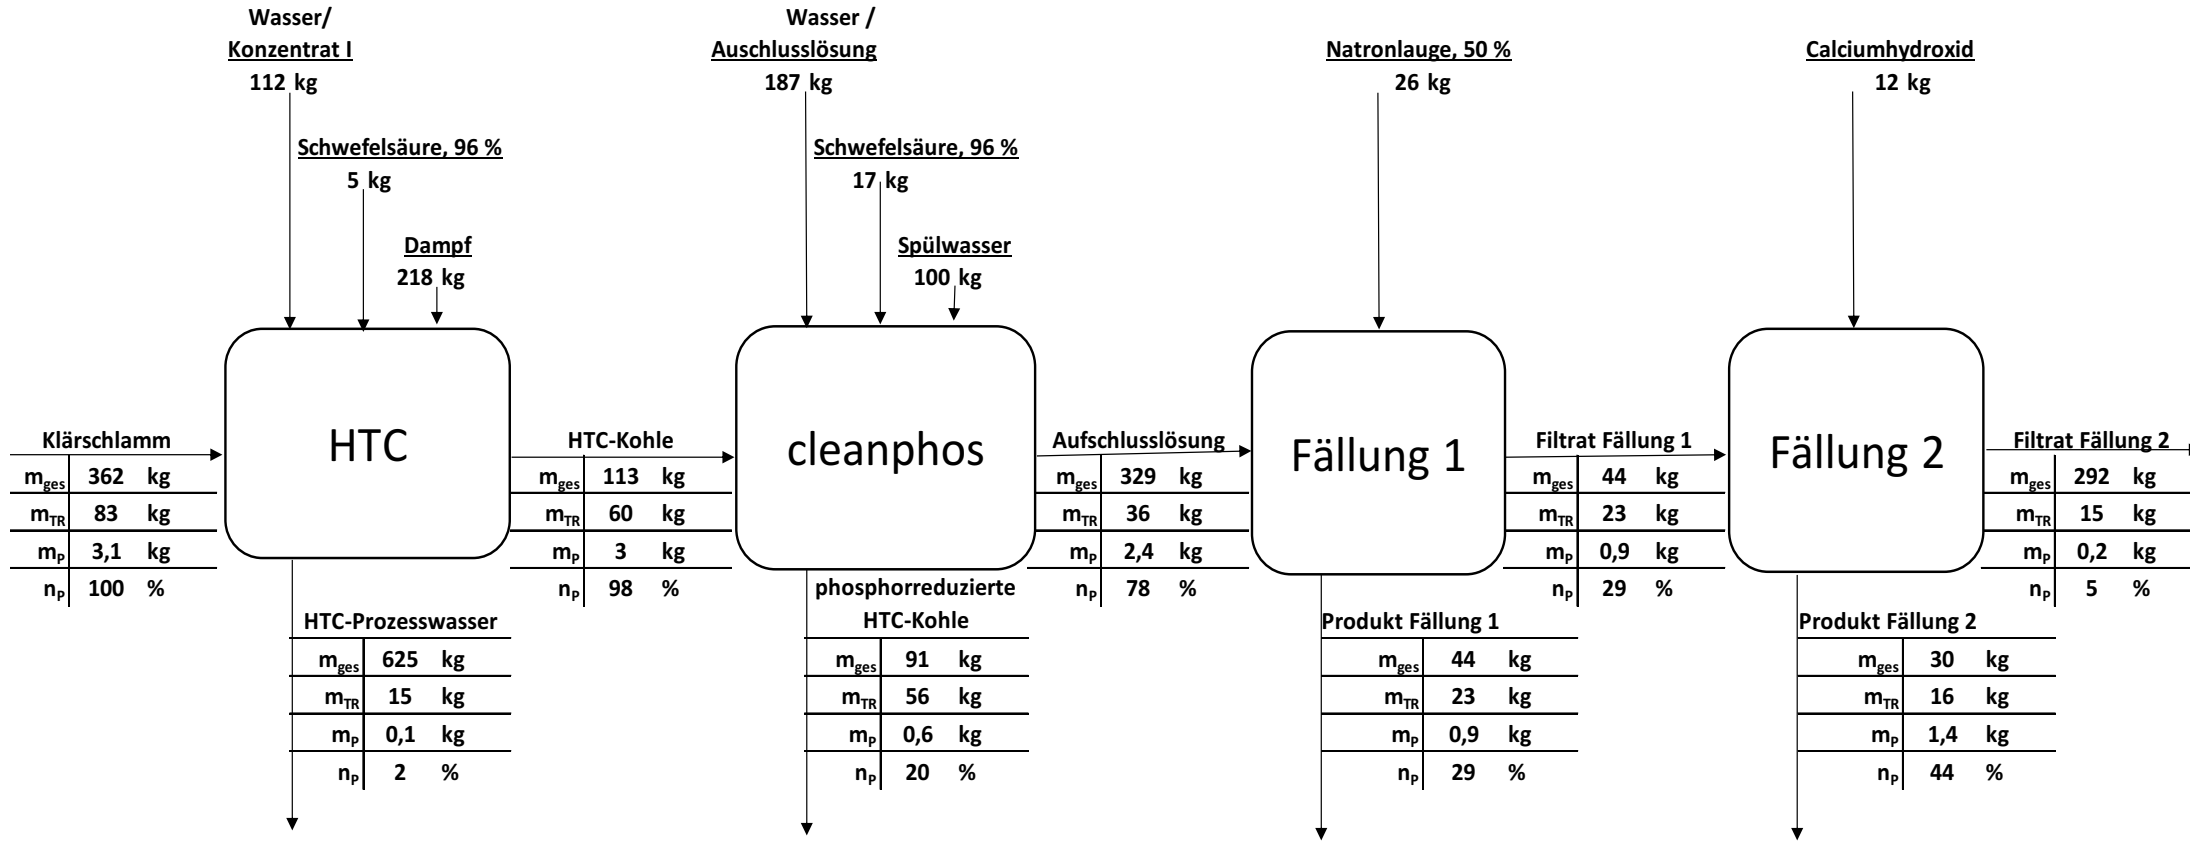 Wasser/
Konzentrat I
112 kg
Schwefelsäure, 96 %
5 kg
Dampf
218 kg
Wasser /
Auschlusslösung
187 kg
Schwefelsäure, 96 %
17 kg
Spülwasser
100 kg
Natronlauge, 50 %
26 kg
Calciumhydroxid
12 kg
Klärschlamm
mges 362 kg
mTR 83 kg
mP 3,1 kg
nP 100 %
HTC
HTC-Kohle
mges 113 kg
mTR 60 kg
mP 3 kg
nP 98 %
cleanphos
Aufschlusslösung
mges 329 kg
mTR 36 kg
mP 2,4 kg
nP 78 %
Fällung 1
Filtrat Fällung 1
mges 44 kg
mTR 23 kg
mP 0,9 kg
nP 29 %
Fällung 2
Filtrat Fällung 2
mges 292 kg
mTR 15 kg
mP 0,2 kg
nP 5 %
HTC-Prozesswasser
mges 625 kg
mTR 15 kg
mP 0,1 kg
nP 2 %
phosphorreduzierte
HTC-Kohle
mges 91 kg
mTR 56 kg
mP 0,6 kg
nP 20 %
Produkt Fällung 1
mges 44 kg
mTR 23 kg
mP 0,9 kg
nP 29 %
Produkt Fällung 2
mges 30 kg
mTR 16 kg
mP 1,4 kg
nP 44 %